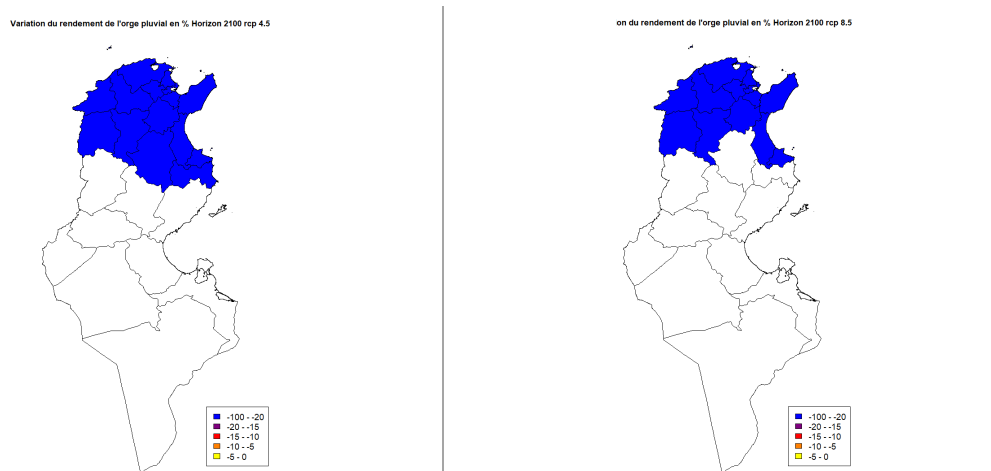 Variation du rendement de l'orge pluvial en % Horizon 2100 rcp 4.5
-100 - -20
-20 - -15
-15 - -10
-10 - -5
-5 - 0
on du rendement de l'orge pluvial en % Horizon 2100 rcp 8.5
-100 - -20
-20 - -15
-15 - -10
-10 - -5
-5 - 0